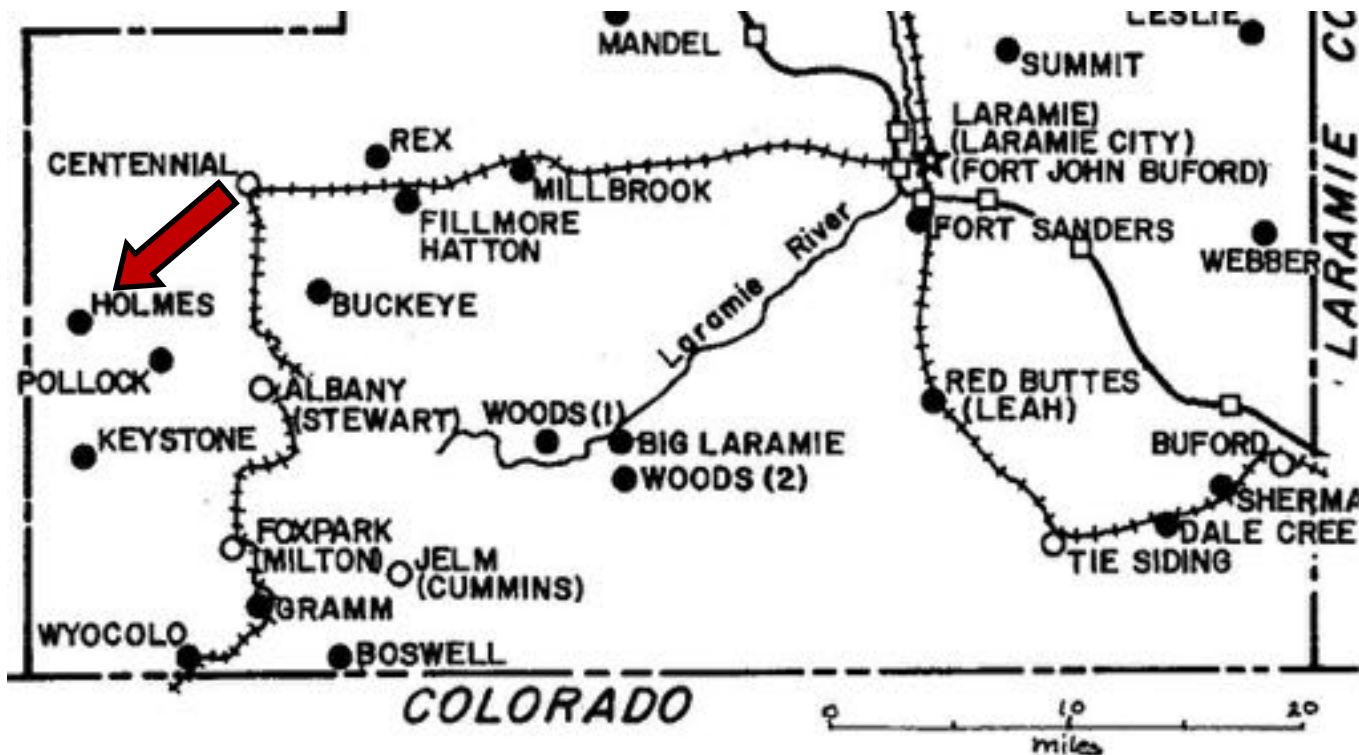 LESLIE
MANDEL
SUMMIT
LARAMIE CO
LARAMIE)
(LARAMIE CITY)
(FORT JOHN BUFORD)
REX
CENTENNIAL
MILLBROOK
FILLMORE
HATTON
FORT SANDERS
WEBBER
Laramie River
HOLMES
BUCKEYE
POLLOCK
ALBANY
(STEWART)
RED BUTTES
(LEAH)
WOODS (1)
KEYSTONE
BIG LARAMIE
BUFORD
WOODS (2)
SHERMA
DALE CREE
FOXPARK
(MILTON)
JELM
(CUMMINS)
TIE SIDING
GRAMM
WYOCOLO
BOSWELL
COLORADO
0 10 20
miles